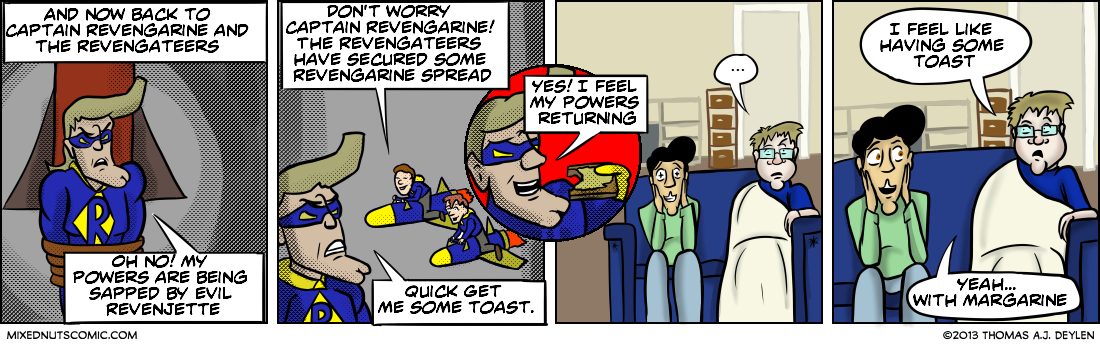 AND NOW BACK TO
CAPTAIN REVENGARINE AND
THE REVENGATEERS
R
OH NO! MY
POWERS ARE BEING
SAPPED BY EVIL
REVENJETTE
DON'T WORRY
CAPTAIN REVENGARINE!
THE REVENGATEERS
HAVE SECURED SOME
REVENGARINE SPREAD
QUICK GET
ME SOME TOAST.
YES! I FEEL
MY POWERS
RETURNING
...
I FEEL LIKE
HAVING SOME
TOAST
YEAH...
WITH MARGARINE
MIXEDNUTSCOMIC.COM
©2013 THOMAS A.J. DEYLEN